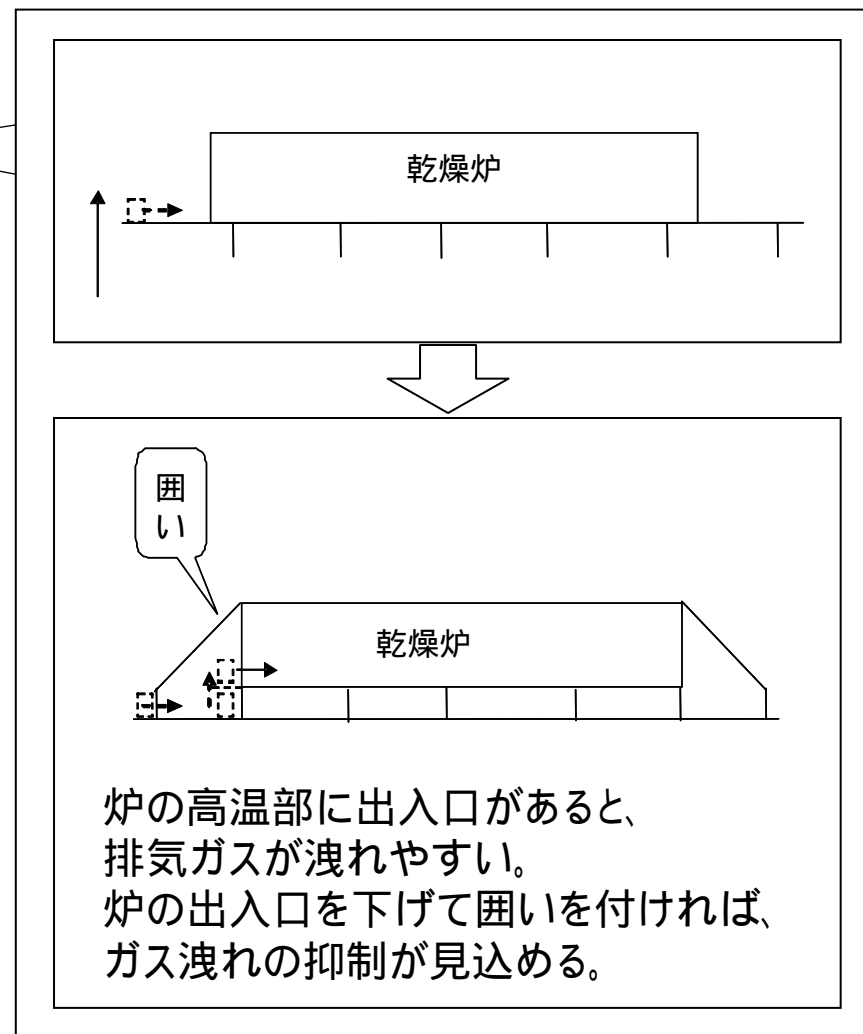 乾燥炉
囲
い
乾燥炉
炉の高温部に出入口があると、
排気ガスが洩れやすい。
炉の出入口を下げて囲いを付ければ、
ガス洩れの抑制が見込める。